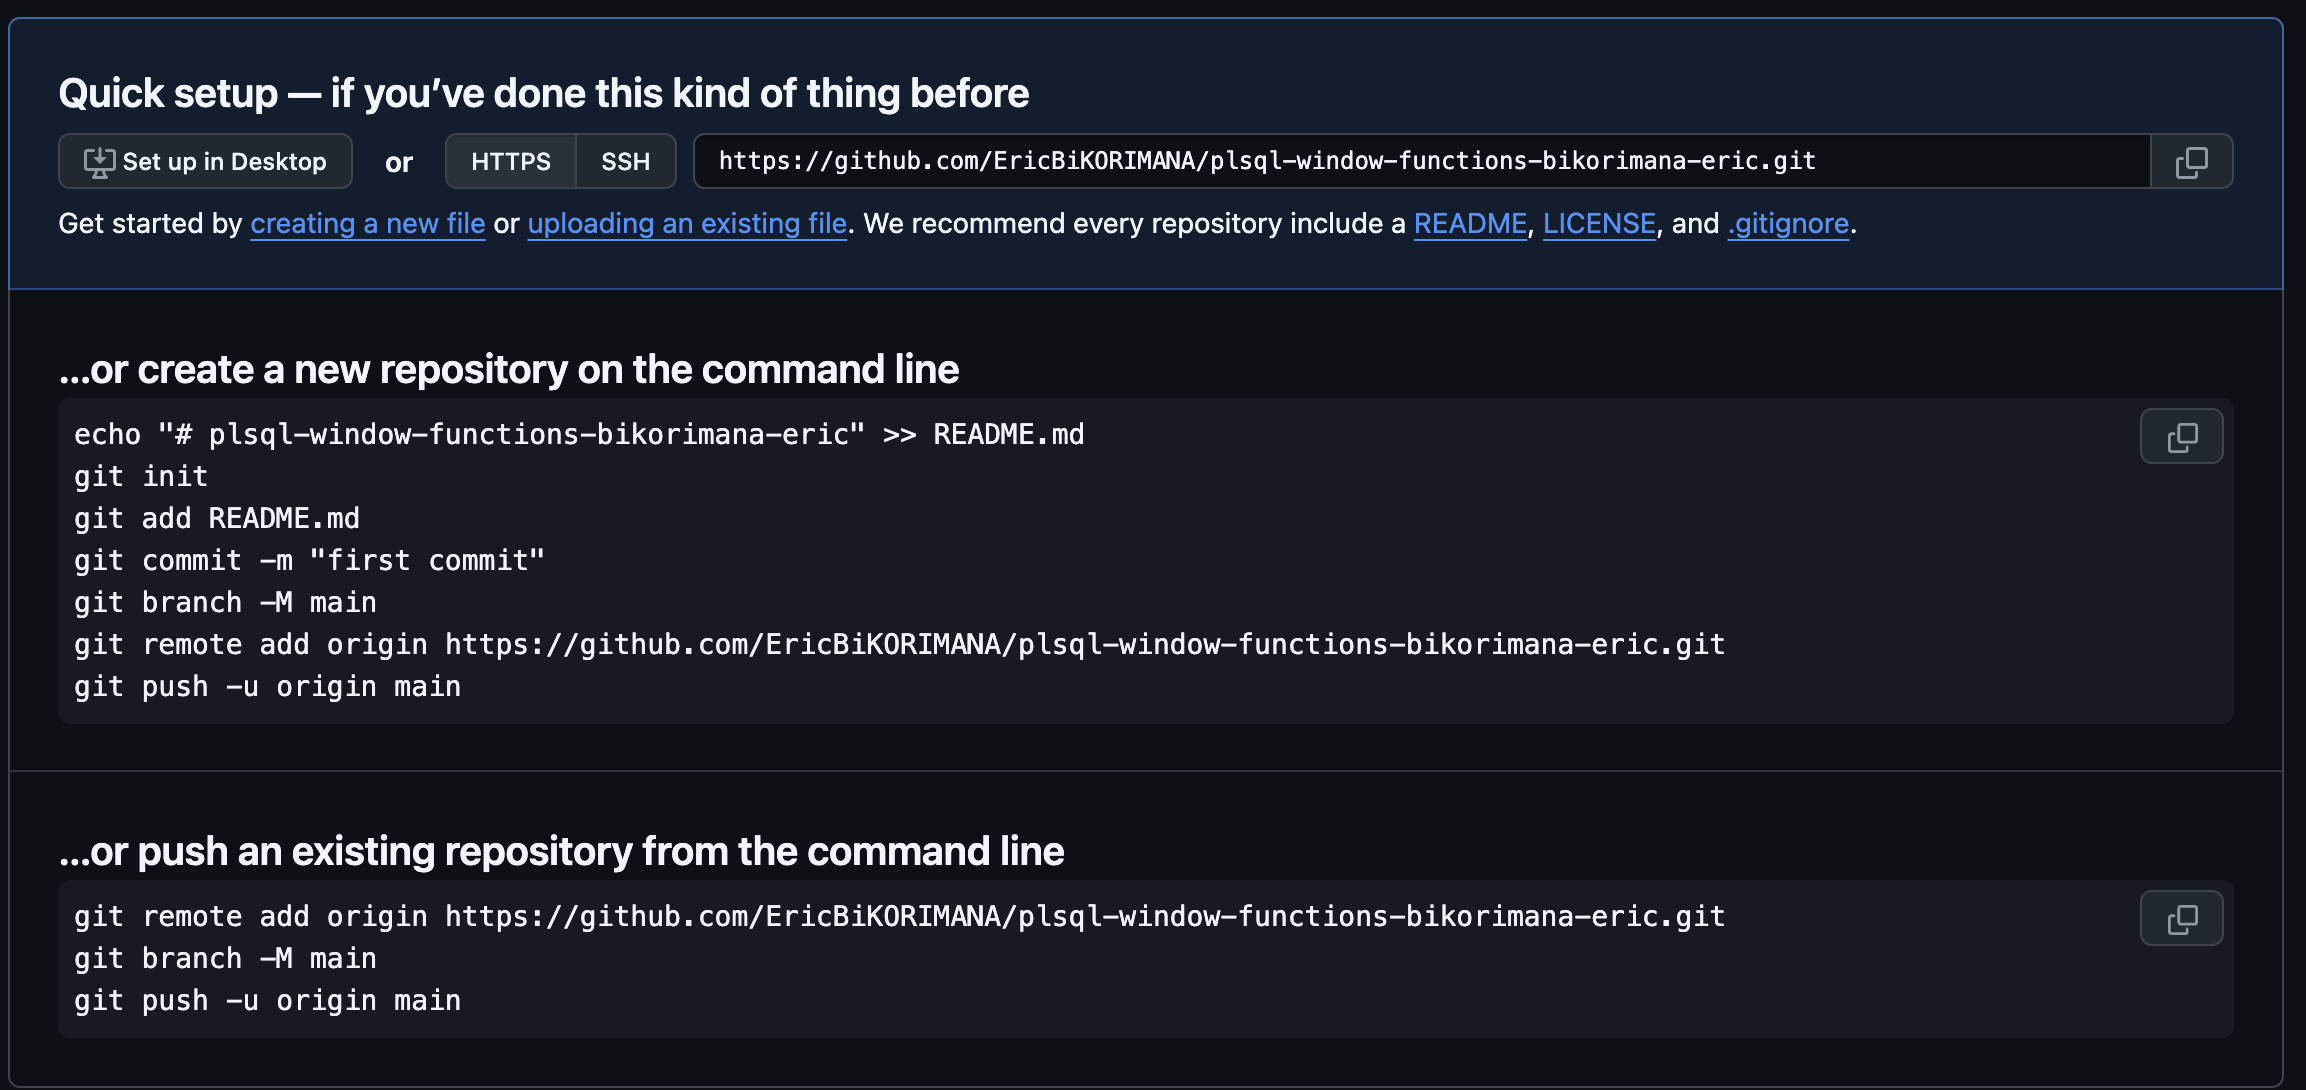 Quick setup — if you’ve done this kind of thing before
Set up in Desktop or HTTPS SSH https://github.com/EricBiKORIMANA/plsql-window-functions-bikorimana-eric.git
Get started by creating a new file or uploading an existing file. We recommend every repository include a README, LICENSE, and .gitignore.
…or create a new repository on the command line
echo "# plsql-window-functions-bikorimana-eric" >> README.md
git init
git add README.md
git commit -m "first commit"
git branch -M main
git remote add origin https://github.com/EricBiKORIMANA/plsql-window-functions-bikorimana-eric.git
git push -u origin main
…or push an existing repository from the command line
git remote add origin https://github.com/EricBiKORIMANA/plsql-window-functions-bikorimana-eric.git
git branch -M main
git push -u origin main